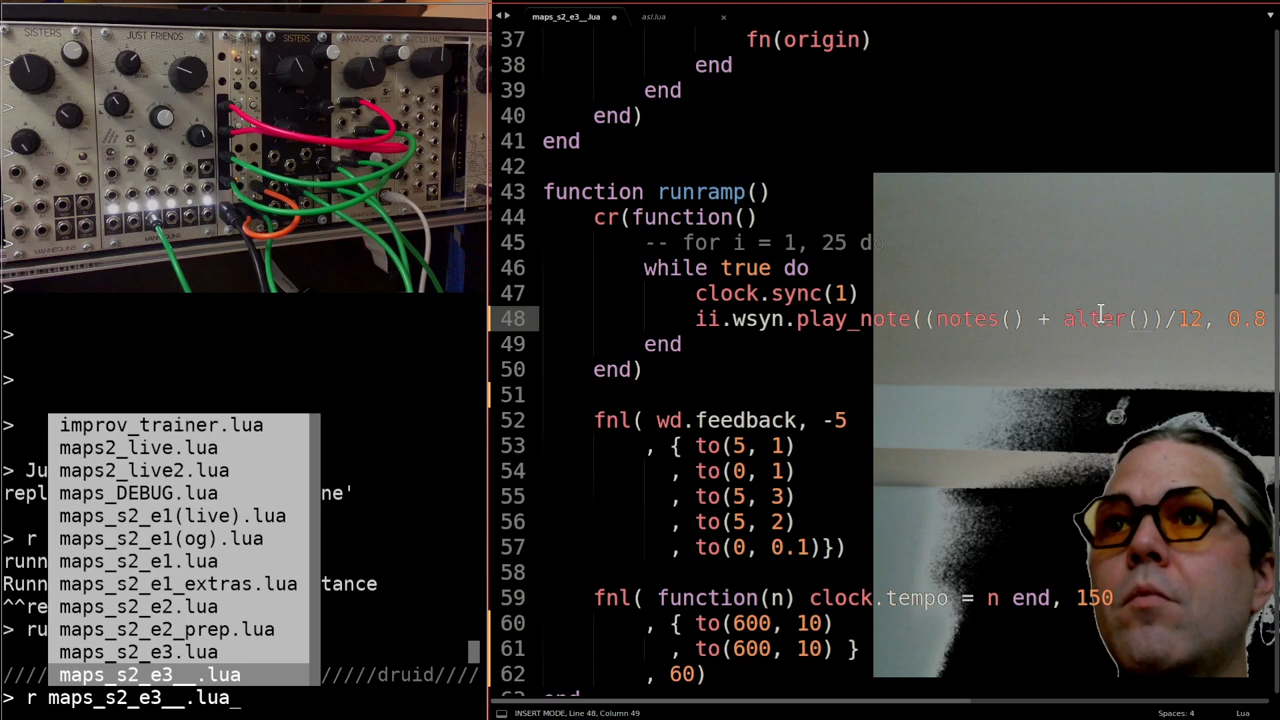 SISTERS
JUST FRIENDS
SISTERS
MANGROVE
COLD MAC
MANNEQUINS
>
>
>
>
>
>
>
>
> Ju
repl ne'
> r
runn
Runn tance
^^re
> ru
improv_trainer.lua
maps2_live.lua
maps2_live2.lua
maps_DEBUG.lua
maps_s2_e1(live).lua
maps_s2_e1(og).lua
maps_s2_e1.lua
maps_s2_e1_extras.lua
maps_s2_e2.lua
maps_s2_e2_prep.lua
maps_s2_e3.lua
maps_s2_e3__.lua
//// /////druid////
> r maps_s2_e3__.lua_
maps_s2_e3__.lua ● asl.lua ×
37 fn(origin)
38 end
39 end
40 end)
41 end
42
43 function runramp()
44 cr(function()
45 -- for i = 1, 25 do
46 while true do
47 clock.sync(1)
48 ii.wsyn.play_note((notes() + alter())/12, 0.8
49 end
50 end)
51
52 fnl( wd.feedback, -5
53 , { to(5, 1)
54 , to(0, 1)
55 , to(5, 3)
56 , to(5, 2)
57 , to(0, 0.1)})
58
59 fnl( function(n) clock.tempo = n end, 150
60 , { to(600, 10)
61 , to(600, 10) }
62 , 60)
INSERT MODE, Line 48, Column 49 Spaces: 4 Lua